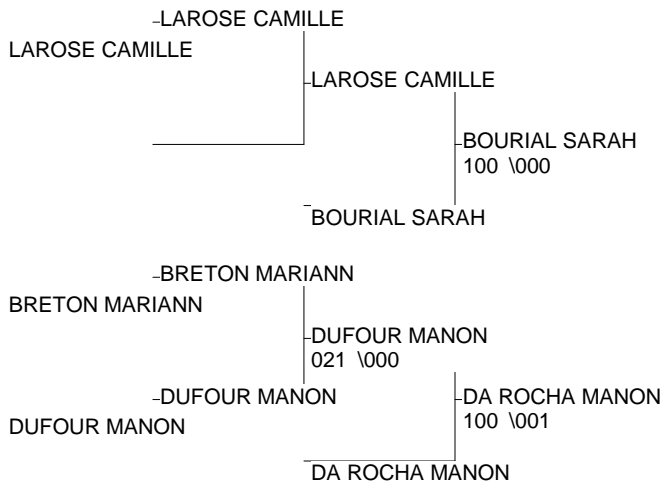 LAROSE CAMILLE
LAROSE CAMILLE
LAROSE CAMILLE
BOURIAL SARAH
100 \000
BOURIAL SARAH
BRETON MARIANN
BRETON MARIANN
DUFOUR MANON
021 \000
DUFOUR MANON
DA ROCHA MANON
100 \001
DUFOUR MANON
DA ROCHA MANON